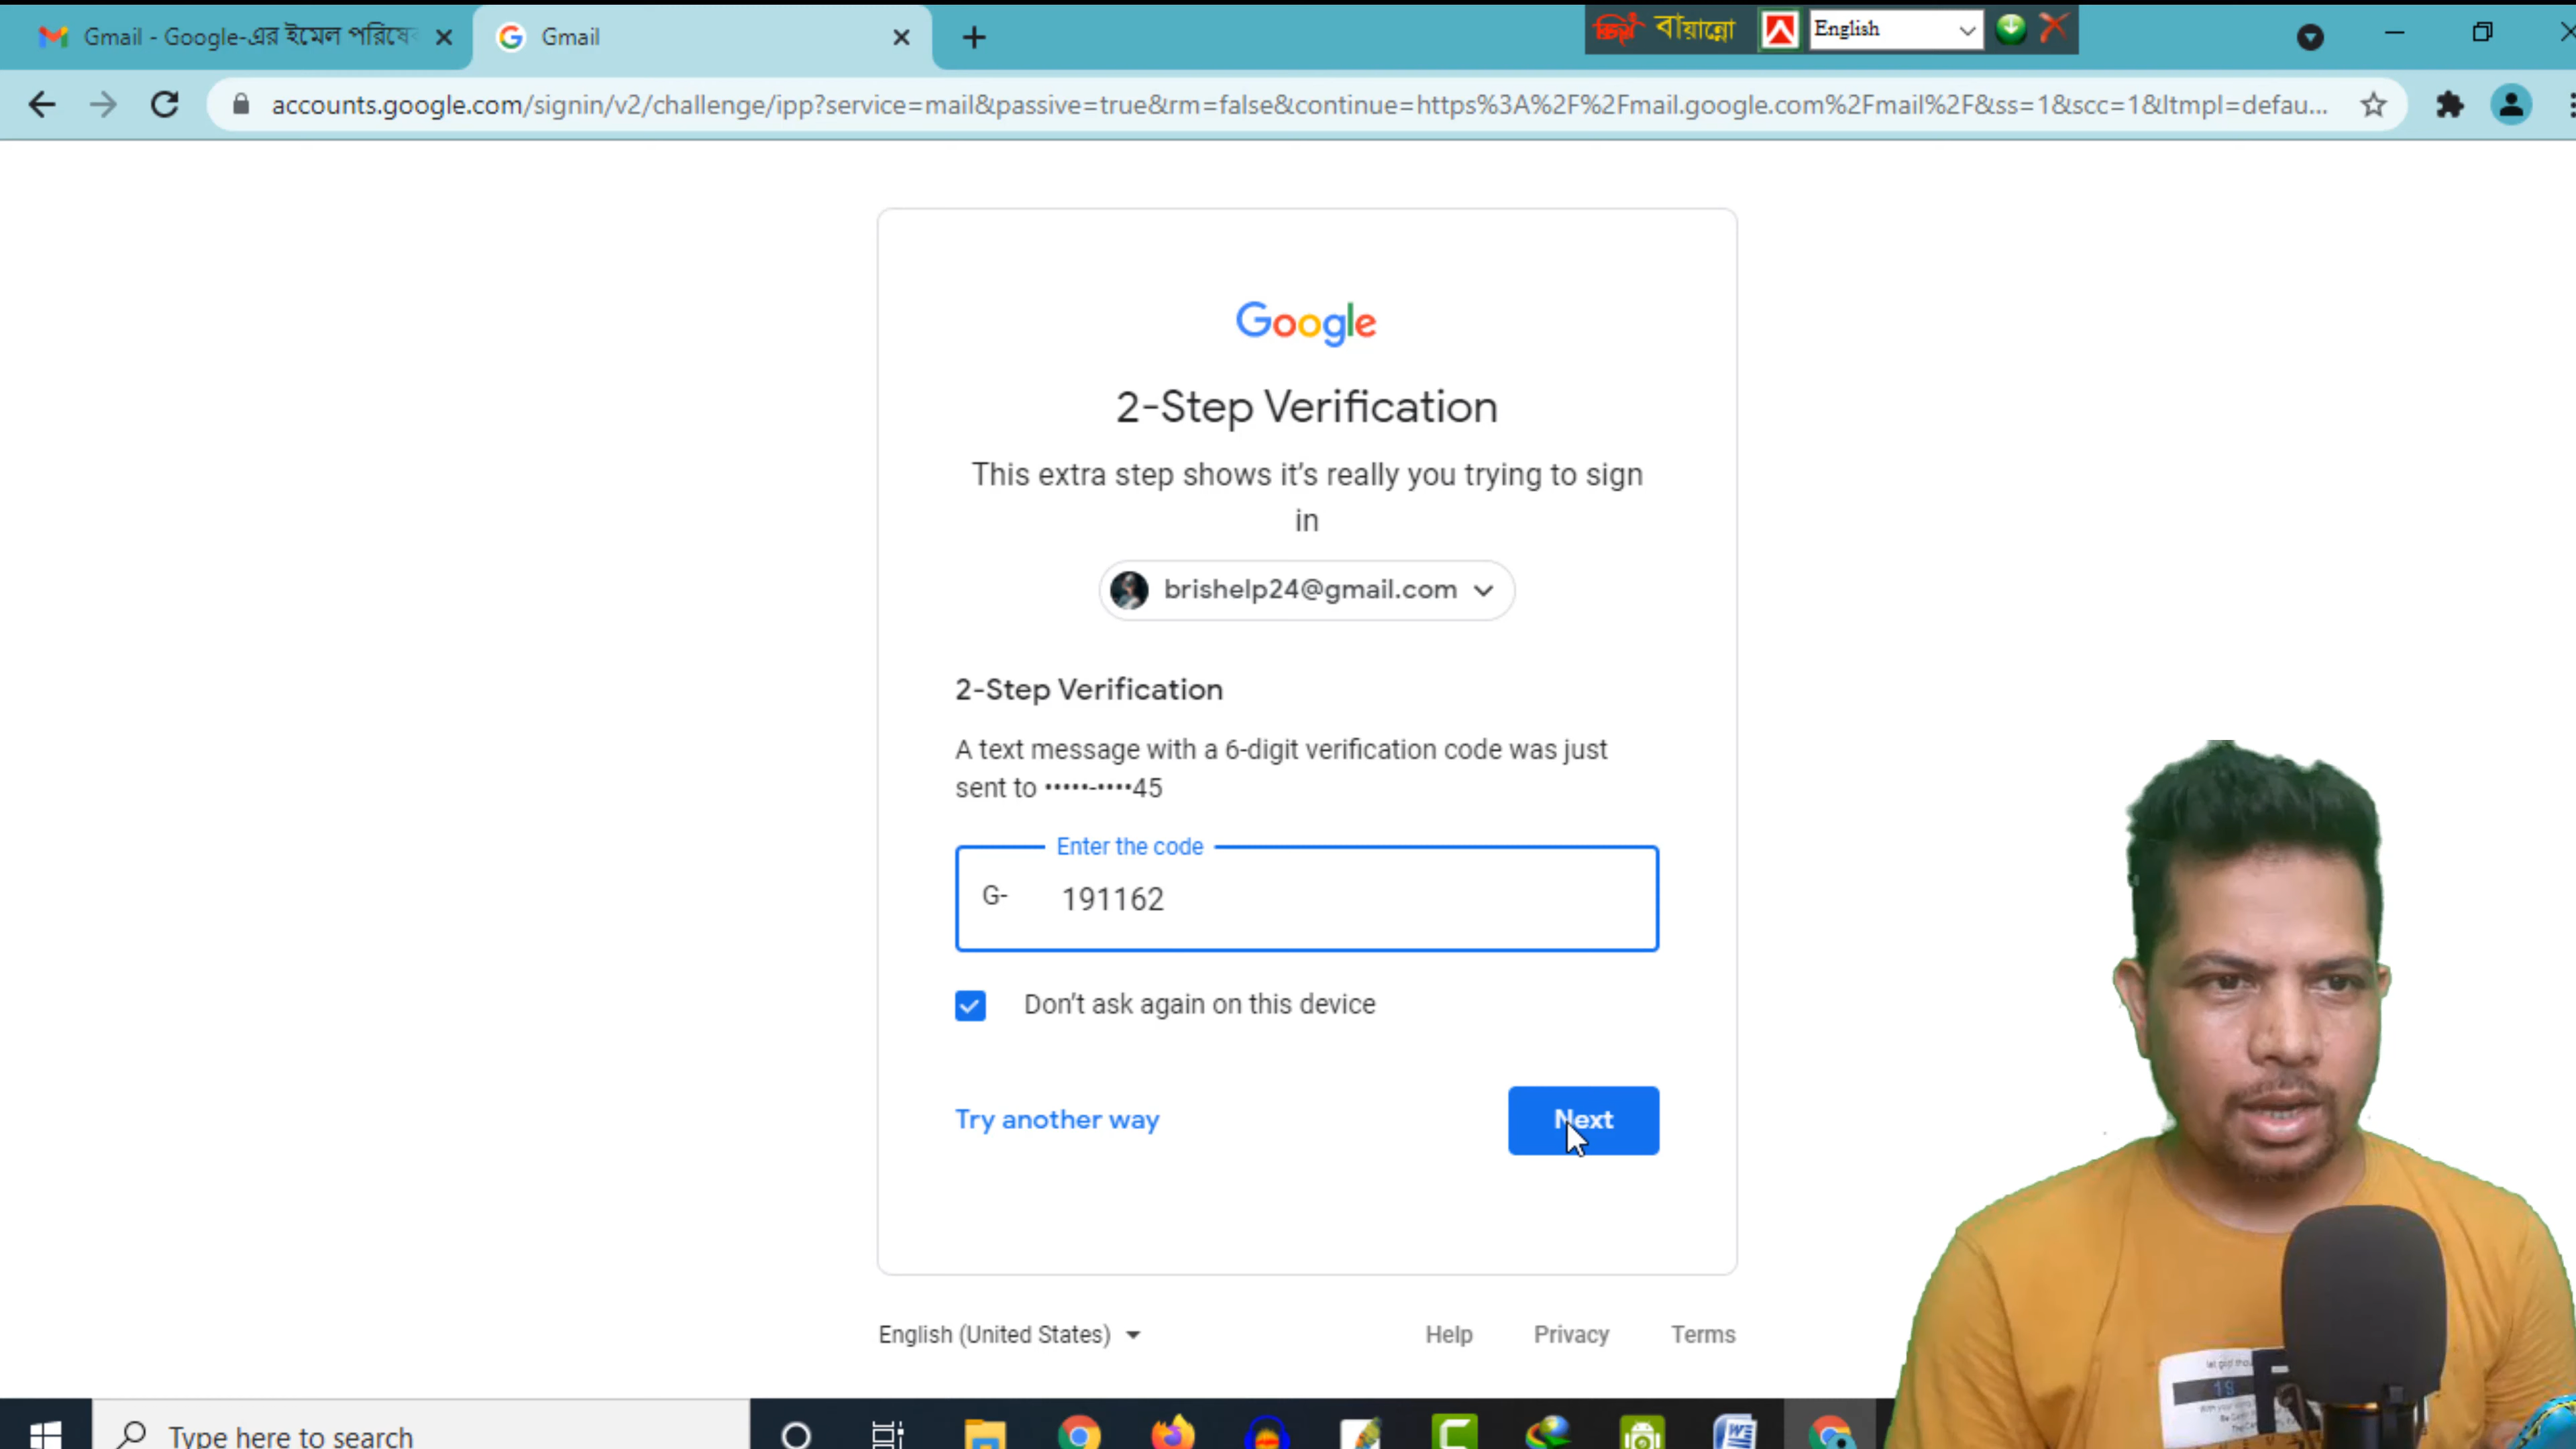 Gmail - Google-এর ইমেল পরিষে
Gmail
বায়ান্নো
English
accounts.google.com/signin/v2/challenge/ipp?service=mail&passive=true&rm=false&continue=https%3A%2F%2Fmail.google.com%2Fmail%2F&ss=1&scc=1&ltmpl=defau...
Google
2-Step Verification
This extra step shows it's really you trying to sign
in
brishelp24@gmail.com
2-Step Verification
A text message with a 6-digit verification code was just
sent to •••••-••••45
Enter the code
G- 191162
Don't ask again on this device
Try another way
Next
English (United States)
Help Privacy Terms
19
Type here to search